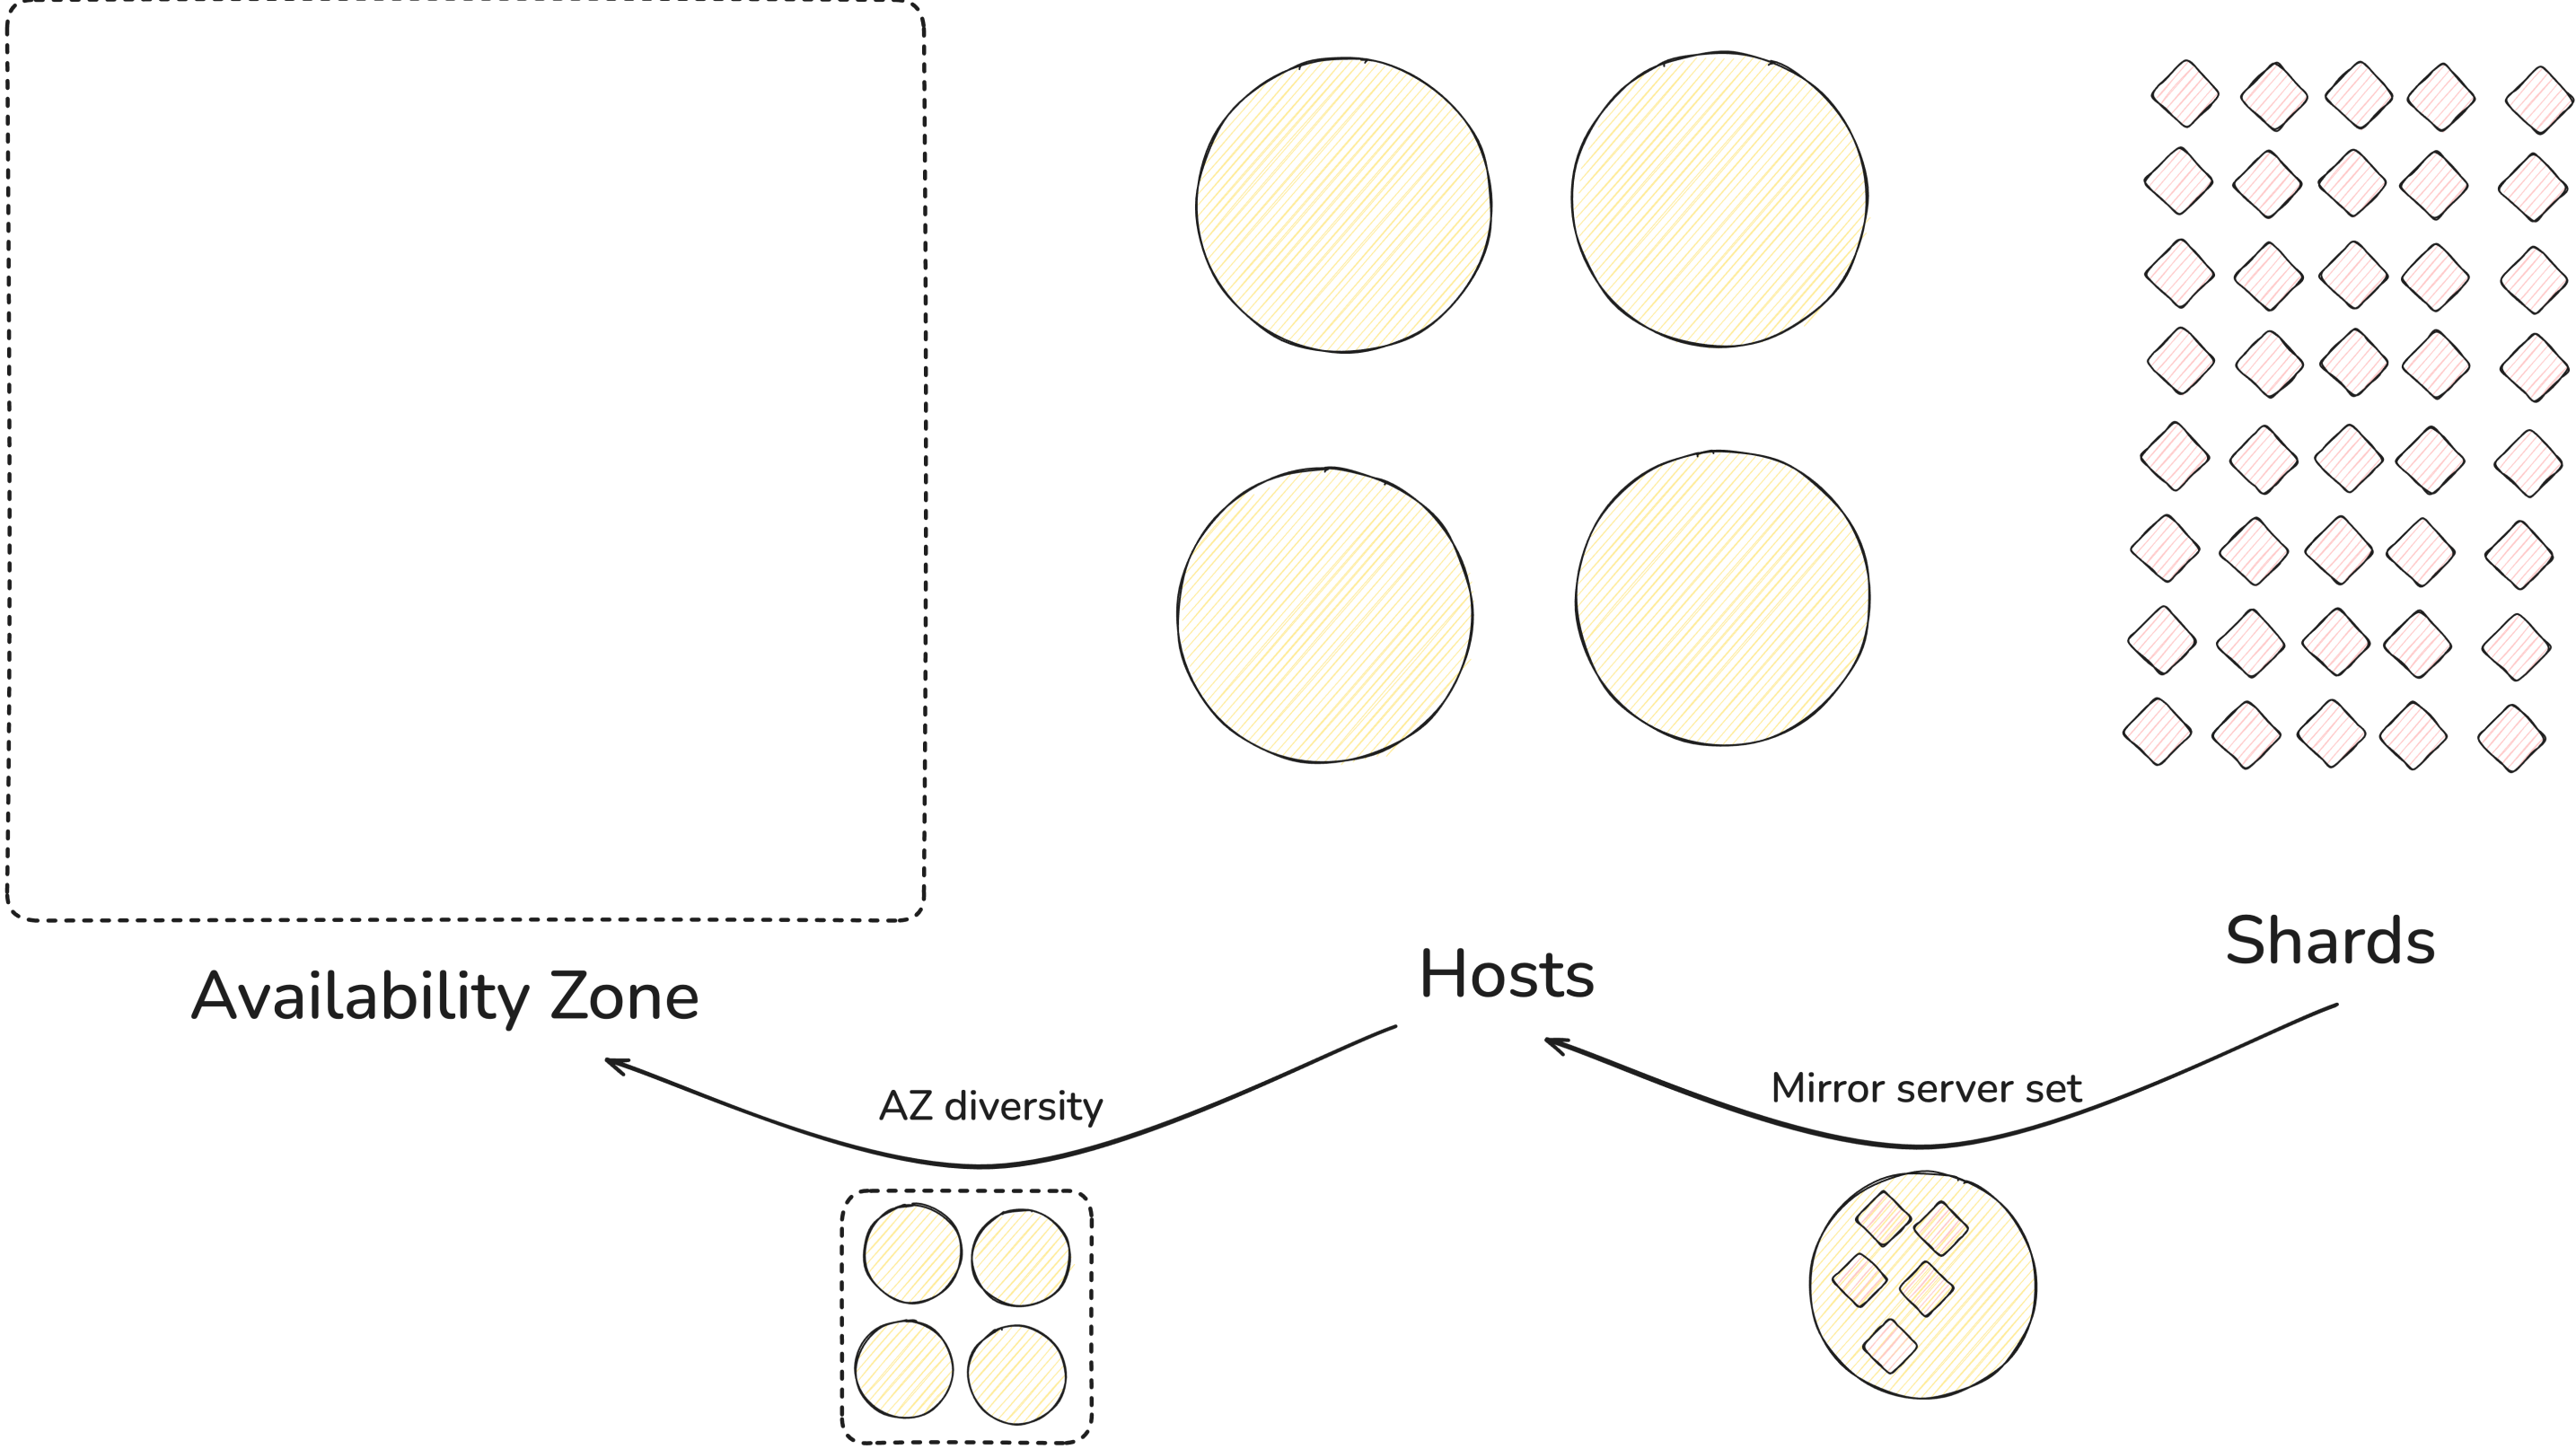 Availability Zone
Hosts
Shards
AZ diversity
Mirror server set